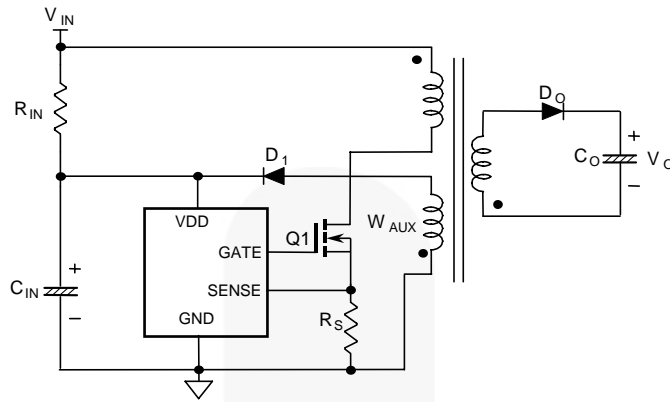 V IN
R IN
D O
+
C O
V O
−
D 1
VDD
Q1
W AUX
GATE
+
C IN
−
SENSE
GND
R S